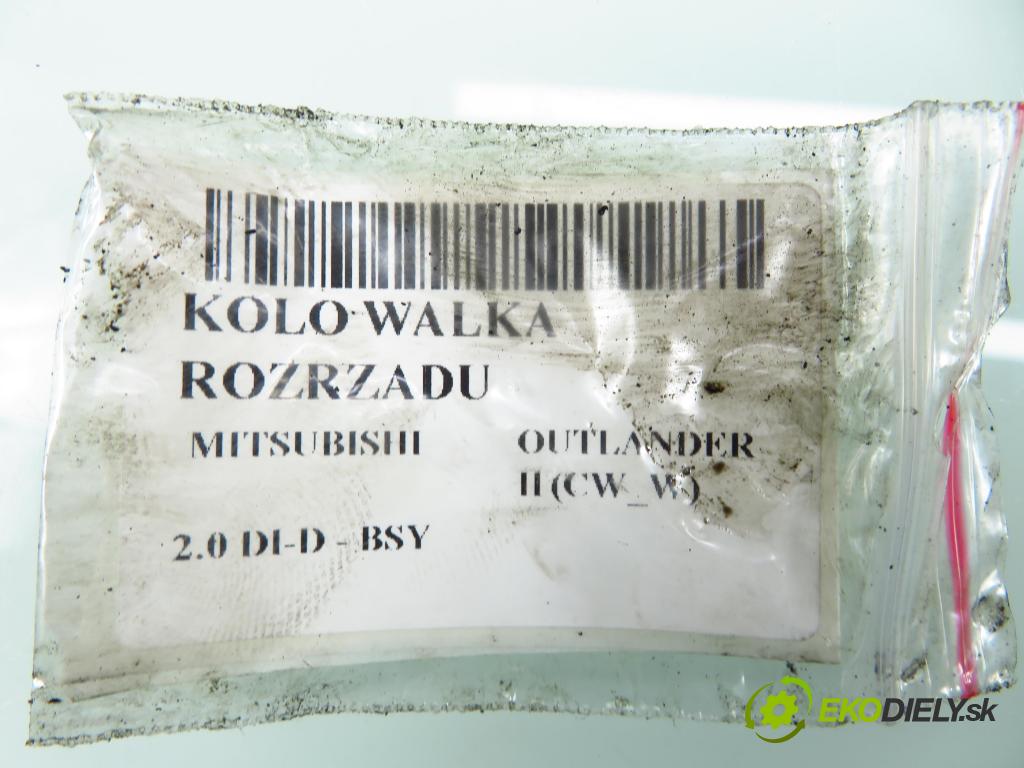 KOLO WALKA
ROZRZADU
MITSUBISHI OUTLANDER
II (CW_W)
2.0 DI-D - BSY
EKODIELY.sk